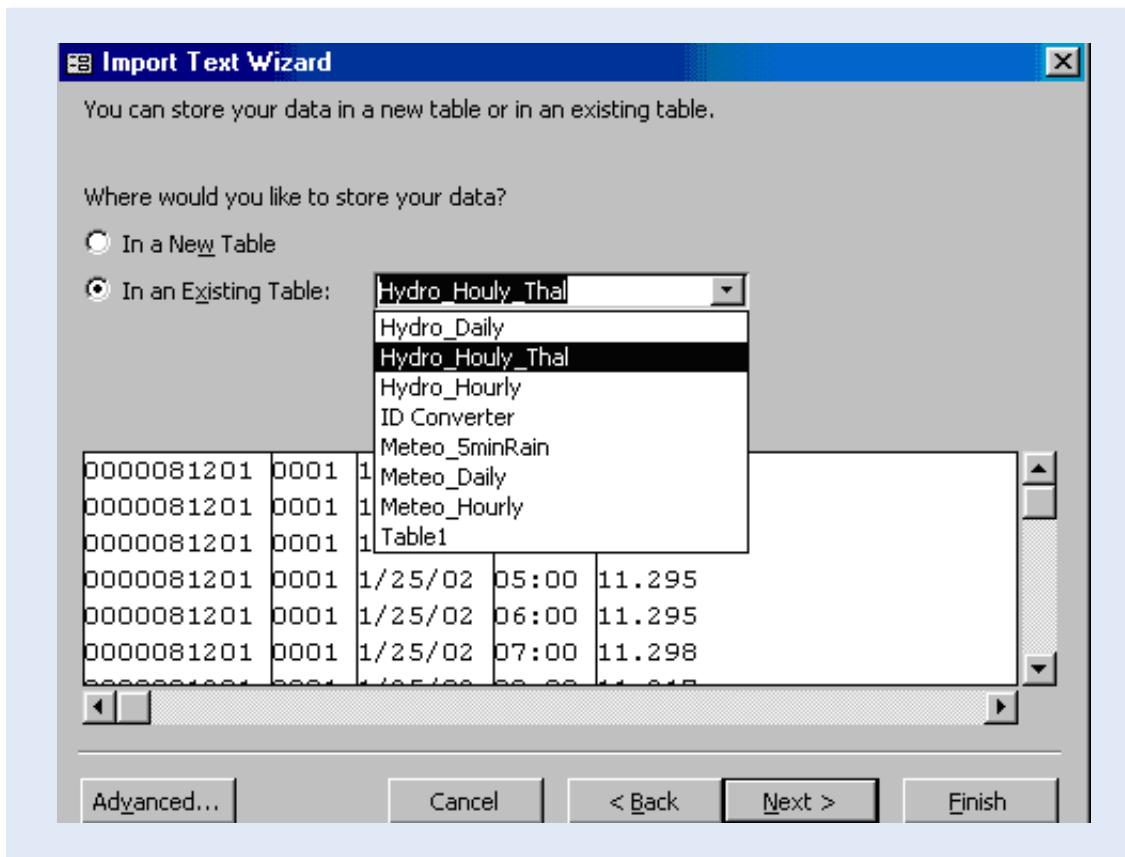 Import Text Wizard
You can store your data in a new table or in an existing table.
Where would you like to store your data?
In a New Table
In an Existing Table: Hydro_Houly_Thal
Hydro_Daily
Hydro_Houly_Thal
Hydro_Hourly
ID Converter
Meteo_5minRain
Meteo_Daily
Meteo_Hourly
Table1
0000081201 0001 1
0000081201 0001 1
0000081201 0001 1
0000081201 0001 1/25/02 05:00 11.295
0000081201 0001 1/25/02 06:00 11.295
0000081201 0001 1/25/02 07:00 11.298
Advanced... Cancel < Back Next > Finish